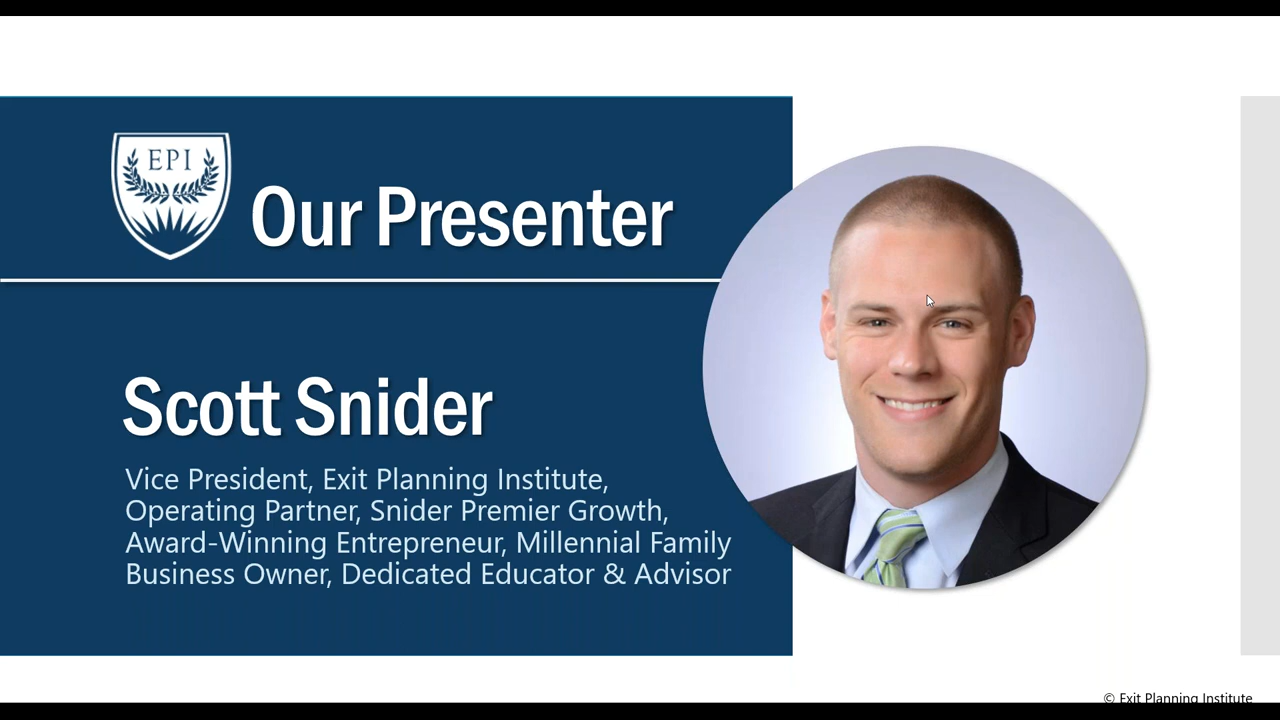 EPI
Our Presenter
Scott Snider
Vice President, Exit Planning Institute,
Operating Partner, Snider Premier Growth,
Award-Winning Entrepreneur, Millennial Family
Business Owner, Dedicated Educator & Advisor
© Exit Planning Institute